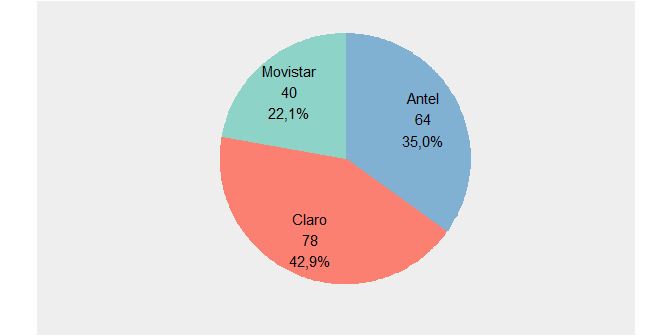 Movistar
40
22,1%
Antel
64
35,0%
Claro
78
42,9%